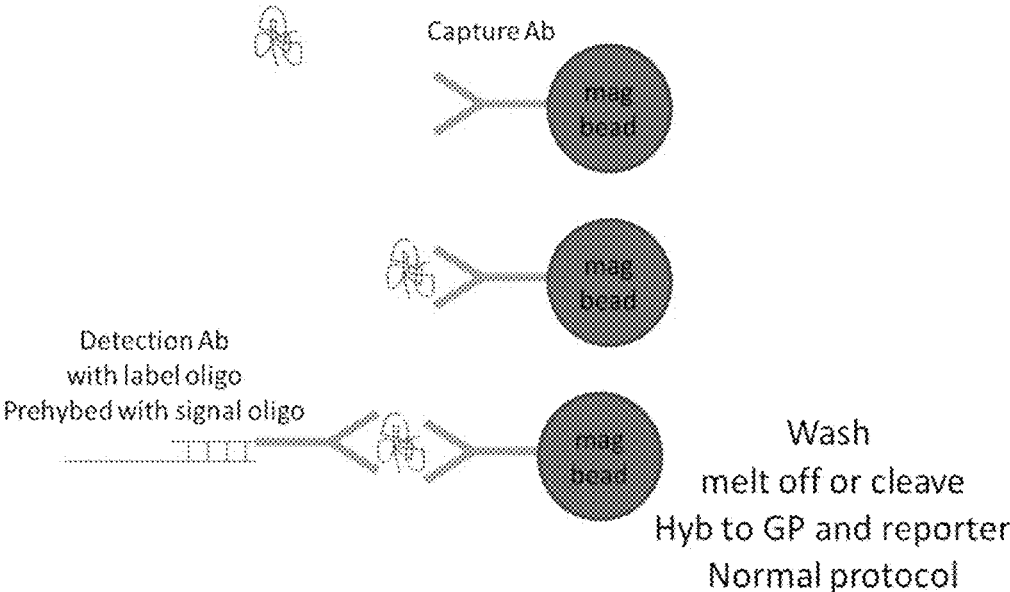 Capture Ab
mag
bead
mag
bead
Detection Ab
with label oligo
Prehybed with signal oligo
mag
bead
Wash
melt off or cleave
Hyb to GP and reporter
Normal protocol